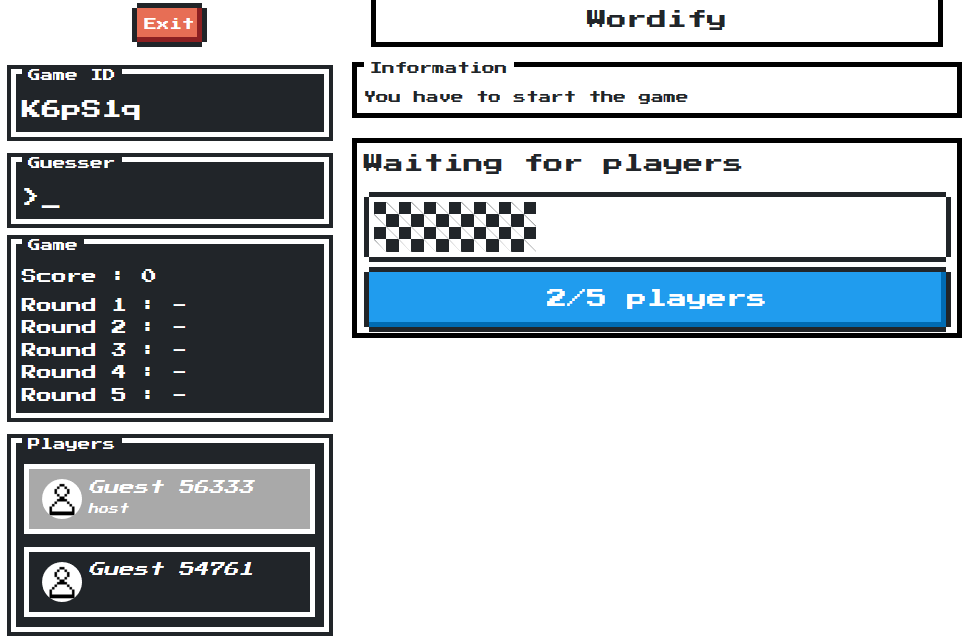 Exit
Wordify
Game ID
K6pS1q
Information
You have to start the game
Guesser
>_
Waiting for players
2/5 players
Game
Score : 0
Round 1 : -
Round 2 : -
Round 3 : -
Round 4 : -
Round 5 : -
Players
Guest 56333
host
Guest 54761